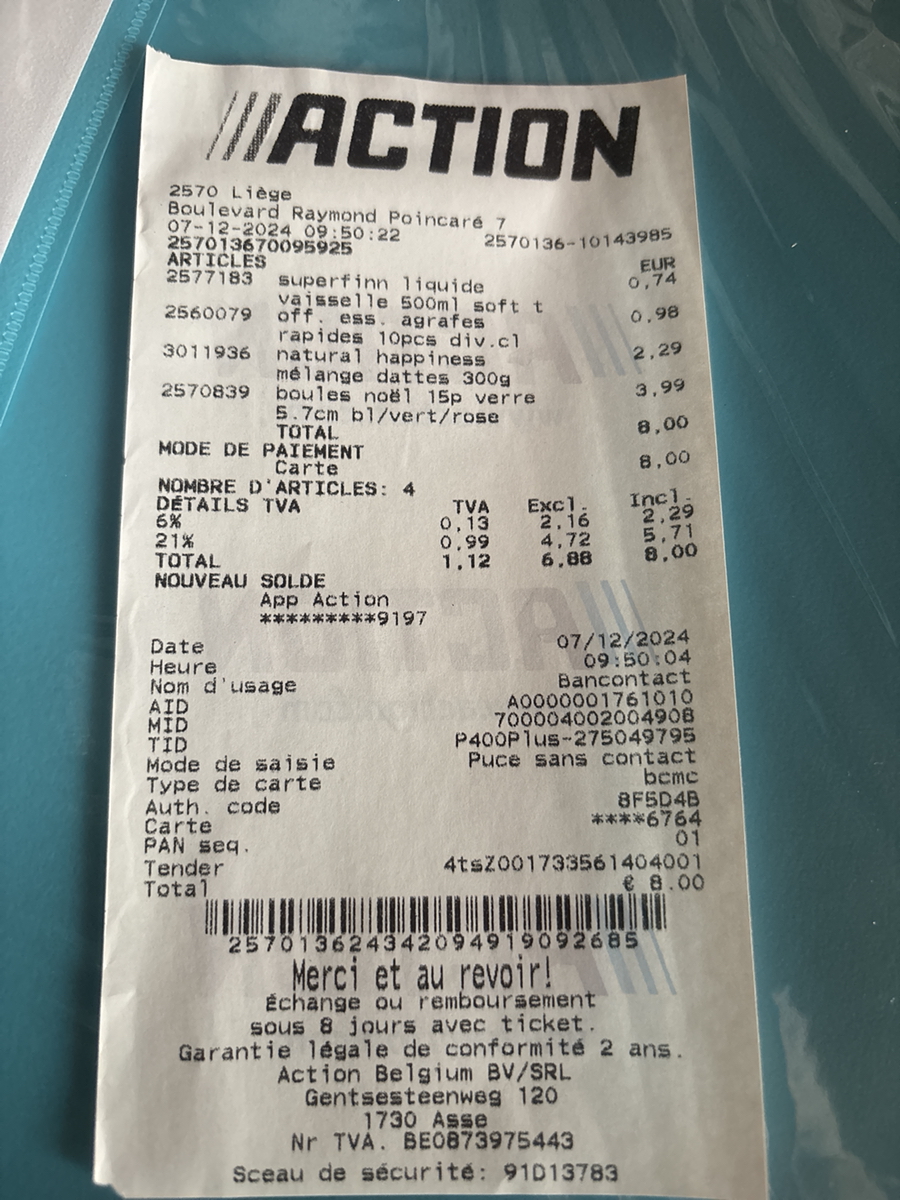 ///ACTION
2570 Liège
Boulevard Raymond Poincaré 7
07-12-2024 09:50:22 2570136-10143985
257013670095925
ARTICLES EUR
2577183 superfinn liquide 0,74
vaisselle 500ml soft t
2560079 off. ess. agrafes 0,98
rapides 10pcs div.cl
3011936 natural happiness 2,29
mélange dattes 300g
2570839 boules noël 15p verre 3,99
5.7cm bl/vert/rose
TOTAL 8,00
MODE DE PAIEMENT
Carte 8,00
NOMBRE D'ARTICLES: 4
DÉTAILS TVA TVA Excl. Incl.
6% 0,13 2,16 2,29
21% 0,99 4,72 5,71
TOTAL 1,12 6,88 8,00
NOUVEAU SOLDE
App Action
*********9197
Date 07/12/2024
Heure 09:50:04
Nom d'usage Bancontact
AID A0000001761010
MID 700004002004908
TID P400Plus-275049795
Mode de saisie Puce sans contact
Type de carte bcmc
Auth. code 8F5D4B
Carte ****6764
PAN seq. 01
Tender 4tsZ001733561404001
Total € 8.00
257013624342094919092685
Merci et au revoir!
Échange ou remboursement
sous 8 jours avec ticket.
Garantie légale de conformité 2 ans.
Action Belgium BV/SRL
Gentsesteenweg 120
1730 Asse
Nr TVA. BE0873975443
Sceau de sécurité: 91D13783